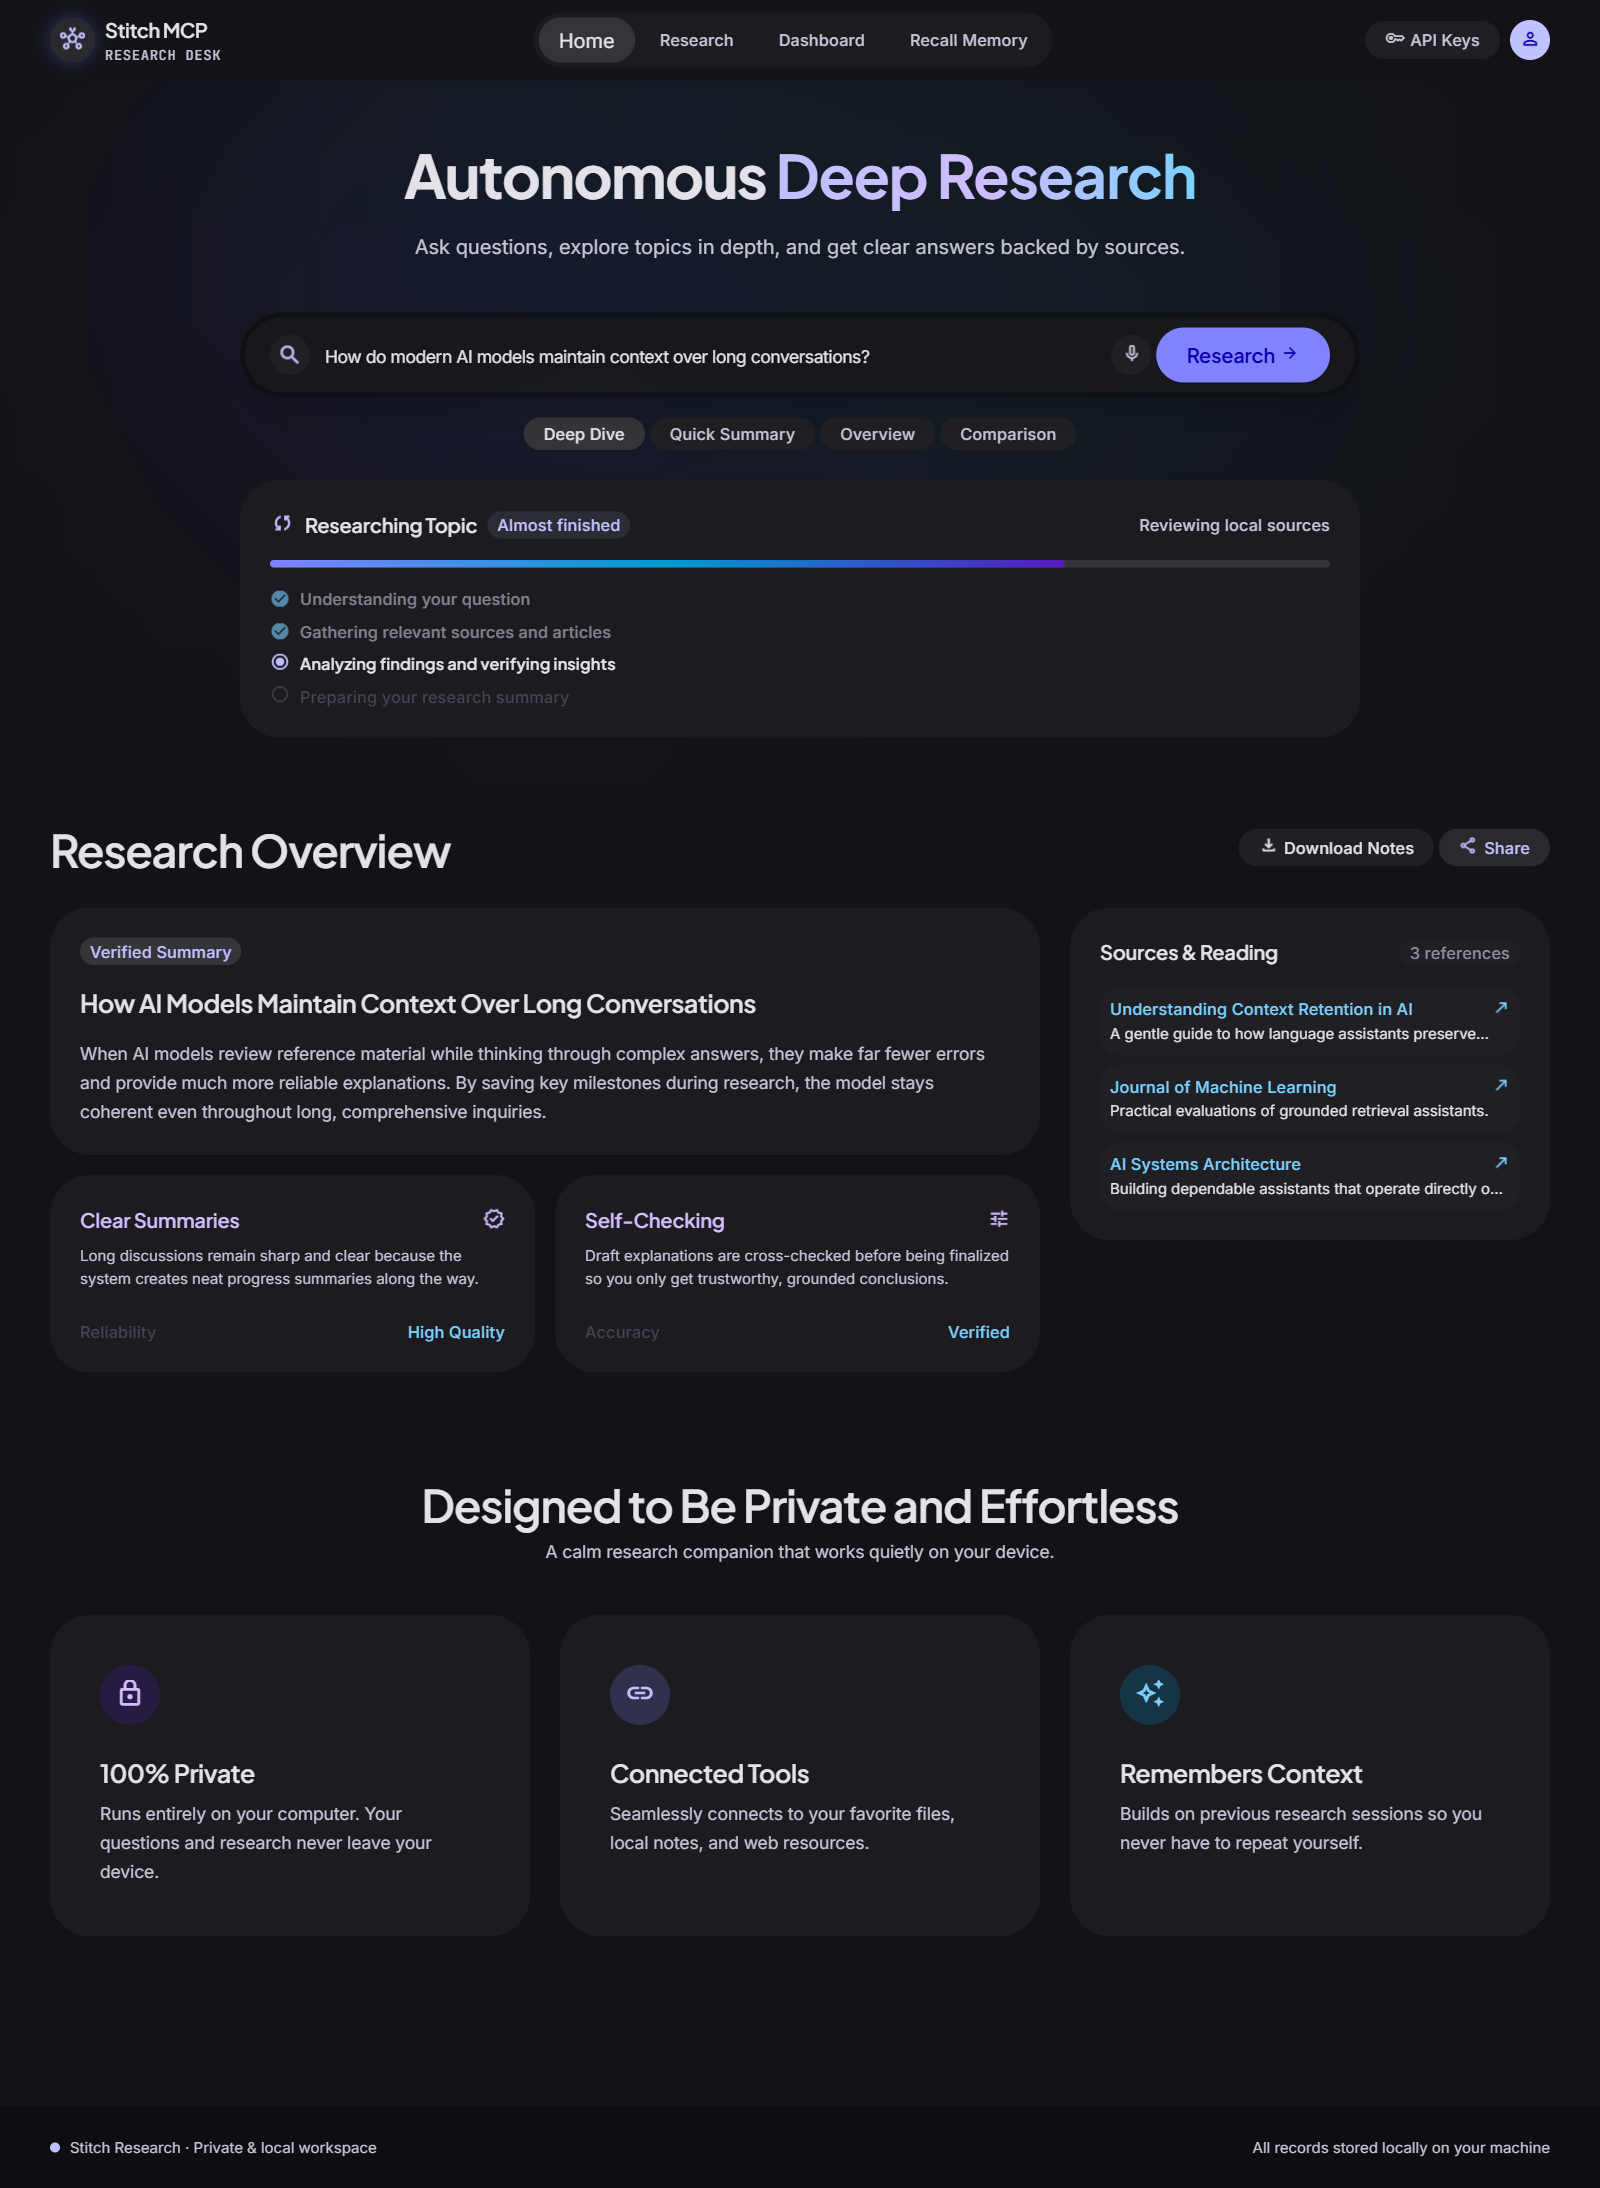 Stitch MCP
RESEARCH DESK
Home
Research
Dashboard
Recall Memory
API Keys
Autonomous Deep Research
Ask questions, explore topics in depth, and get clear answers backed by sources.
How do modern AI models maintain context over long conversations?
Research
Deep Dive
Quick Summary
Overview
Comparison
Researching Topic
Almost finished
Reviewing local sources
Understanding your question
Gathering relevant sources and articles
Analyzing findings and verifying insights
Preparing your research summary
Research Overview
Download Notes
Share
Verified Summary
How AI Models Maintain Context Over Long Conversations
When AI models review reference material while thinking through complex answers, they make far fewer errors
and provide much more reliable explanations. By saving key milestones during research, the model stays
coherent even throughout long, comprehensive inquiries.
Clear Summaries
Long discussions remain sharp and clear because the
system creates neat progress summaries along the way.
Reliability
High Quality
Self-Checking
Draft explanations are cross-checked before being finalized
so you only get trustworthy, grounded conclusions.
Accuracy
Verified
Sources & Reading
3 references
Understanding Context Retention in AI
A gentle guide to how language assistants preserve...
Journal of Machine Learning
Practical evaluations of grounded retrieval assistants.
AI Systems Architecture
Building dependable assistants that operate directly o...
Designed to Be Private and Effortless
A calm research companion that works quietly on your device.
100% Private
Runs entirely on your computer. Your
questions and research never leave your
device.
Connected Tools
Seamlessly connects to your favorite files,
local notes, and web resources.
Remembers Context
Builds on previous research sessions so you
never have to repeat yourself.
Stitch Research · Private & local workspace
All records stored locally on your machine